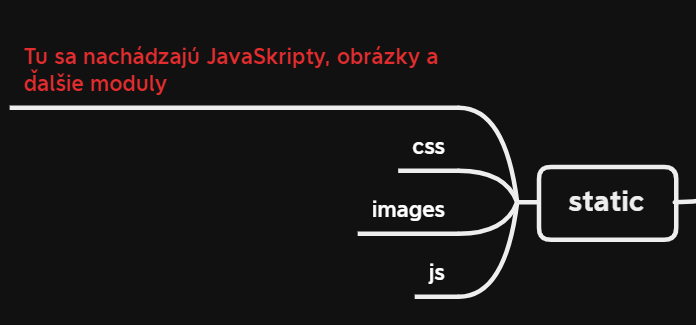 Tu sa nachádzajú JavaSkripty, obrázky a
ďalšie moduly
css
images
static
js